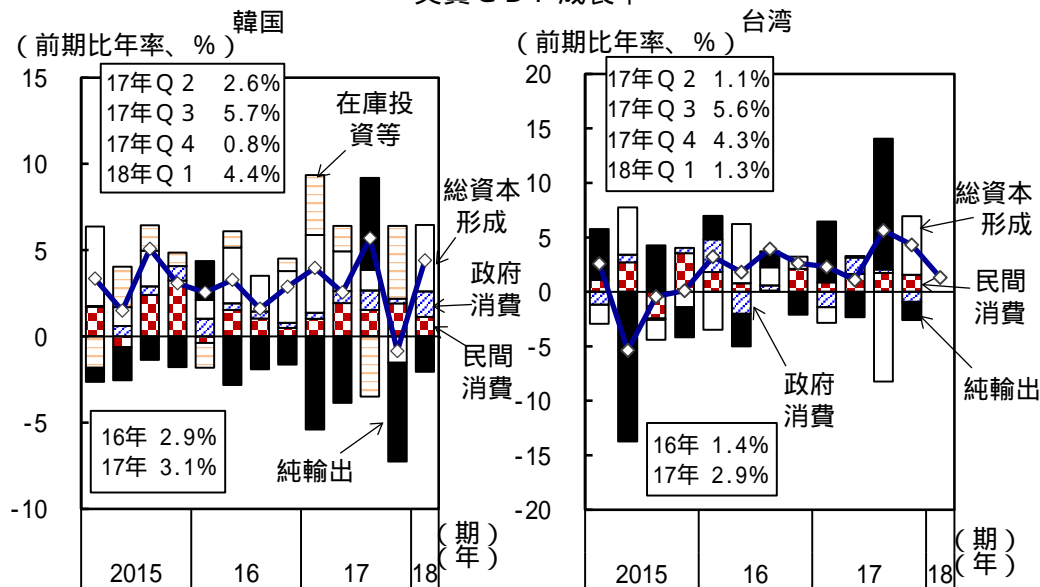 韓国
(前期比年率、%)
15
10
5
0
-5
-10
17年Q2 2.6%
17年Q3 5.7%
17年Q4 0.8%
18年Q1 4.4%
在庫投
資等
総資本
形成
政府
消費
民間
消費
純輸出
16年 2.9%
17年 3.1%
2015 16 17 18
(期)
(年)
台湾
(前期比年率、%)
20
15
10
5
0
-5
-10
-15
-20
17年Q2 1.1%
17年Q3 5.6%
17年Q4 4.3%
18年Q1 1.3%
総資本
形成
民間
消費
純輸出
政府
消費
16年 1.4%
17年 2.9%
2015 16 17 18
(期)
(年)